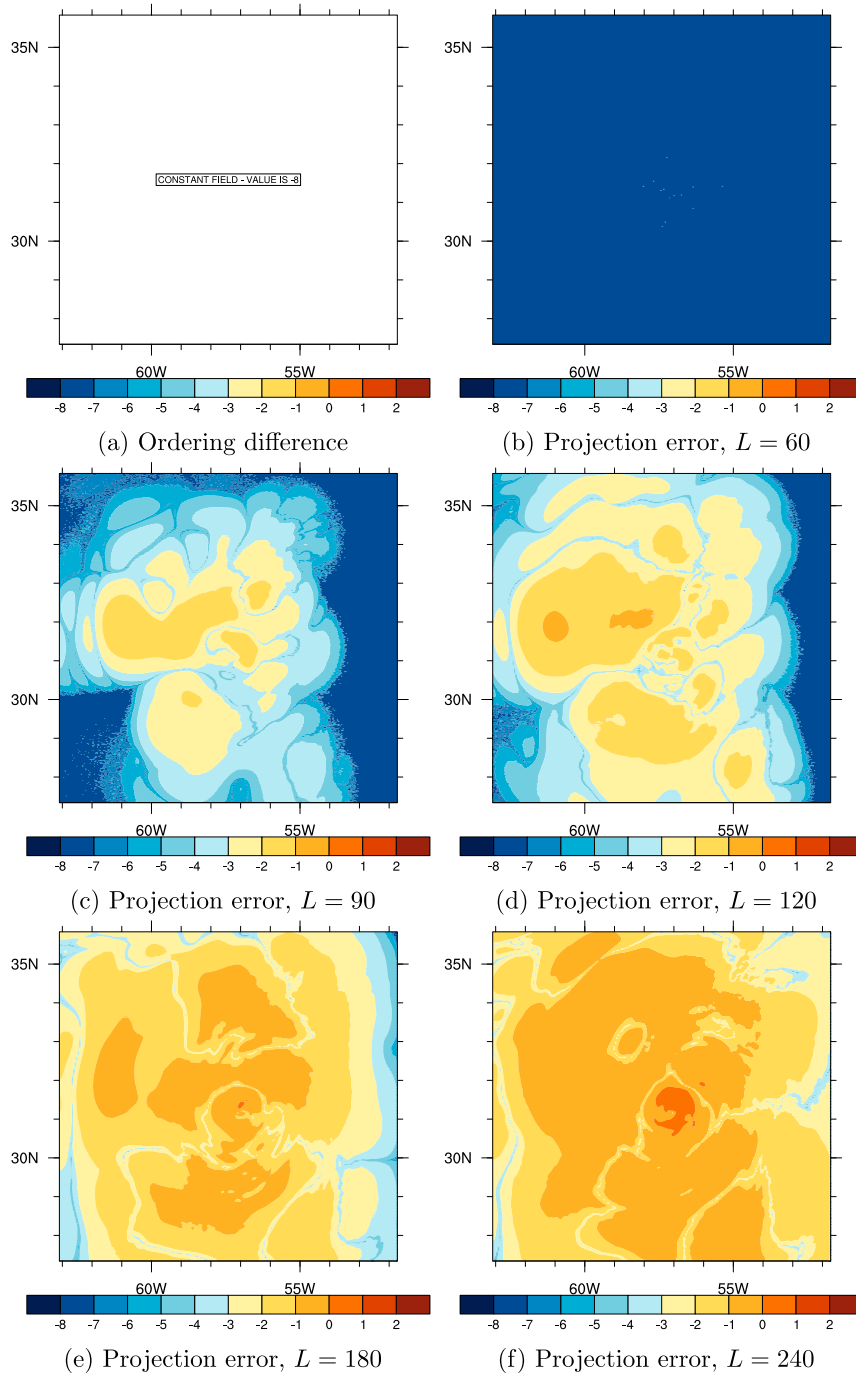 35N
30N
CONSTANT FIELD - VALUE IS -8
60W 55W
-8 -7 -6 -5 -4 -3 -2 -1 0 1 2
(a) Ordering difference
35N
30N
60W 55W
-8 -7 -6 -5 -4 -3 -2 -1 0 1 2
(b) Projection error, L = 60
35N
30N
60W 55W
-8 -7 -6 -5 -4 -3 -2 -1 0 1 2
(c) Projection error, L = 90
35N
30N
60W 55W
-8 -7 -6 -5 -4 -3 -2 -1 0 1 2
(d) Projection error, L = 120
35N
30N
60W 55W
-8 -7 -6 -5 -4 -3 -2 -1 0 1 2
(e) Projection error, L = 180
35N
30N
60W 55W
-8 -7 -6 -5 -4 -3 -2 -1 0 1 2
(f) Projection error, L = 240